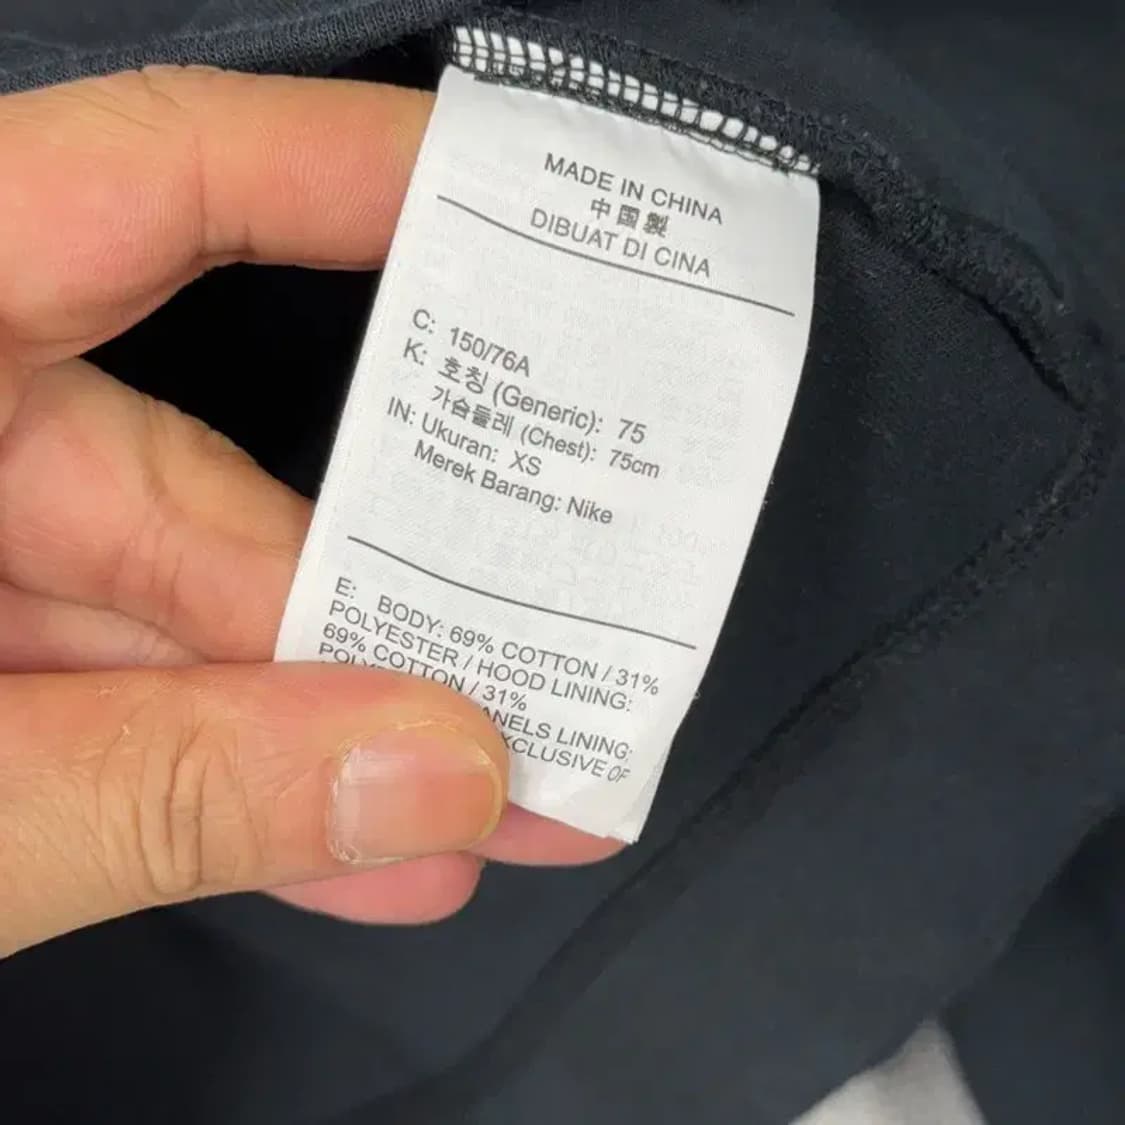 MADE IN CHINA
中国製
DIBUAT DI CINA
C: 150/76A
K: 호칭 (Generic): 75
가슴둘레 (Chest): 75cm
IN: Ukuran: XS
Merek Barang: Nike
E: BODY: 69% COTTON / 31%
POLYESTER / HOOD LINING:
69% COTTON / 31%
ANELS LINING:
XCLUSIVE OF